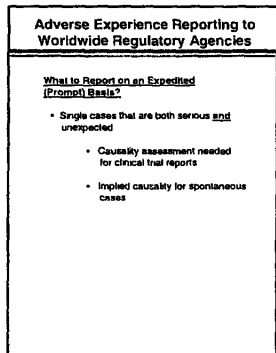 Adverse Experience Reporting to
Worldwide Regulatory Agencies
What to Report on an Expedited
(Prompt) Basis?
• Single cases that are both serious and
unexpected
• Causality assessment needed
for clinical trial reports
• Implied causality for spontaneous
cases